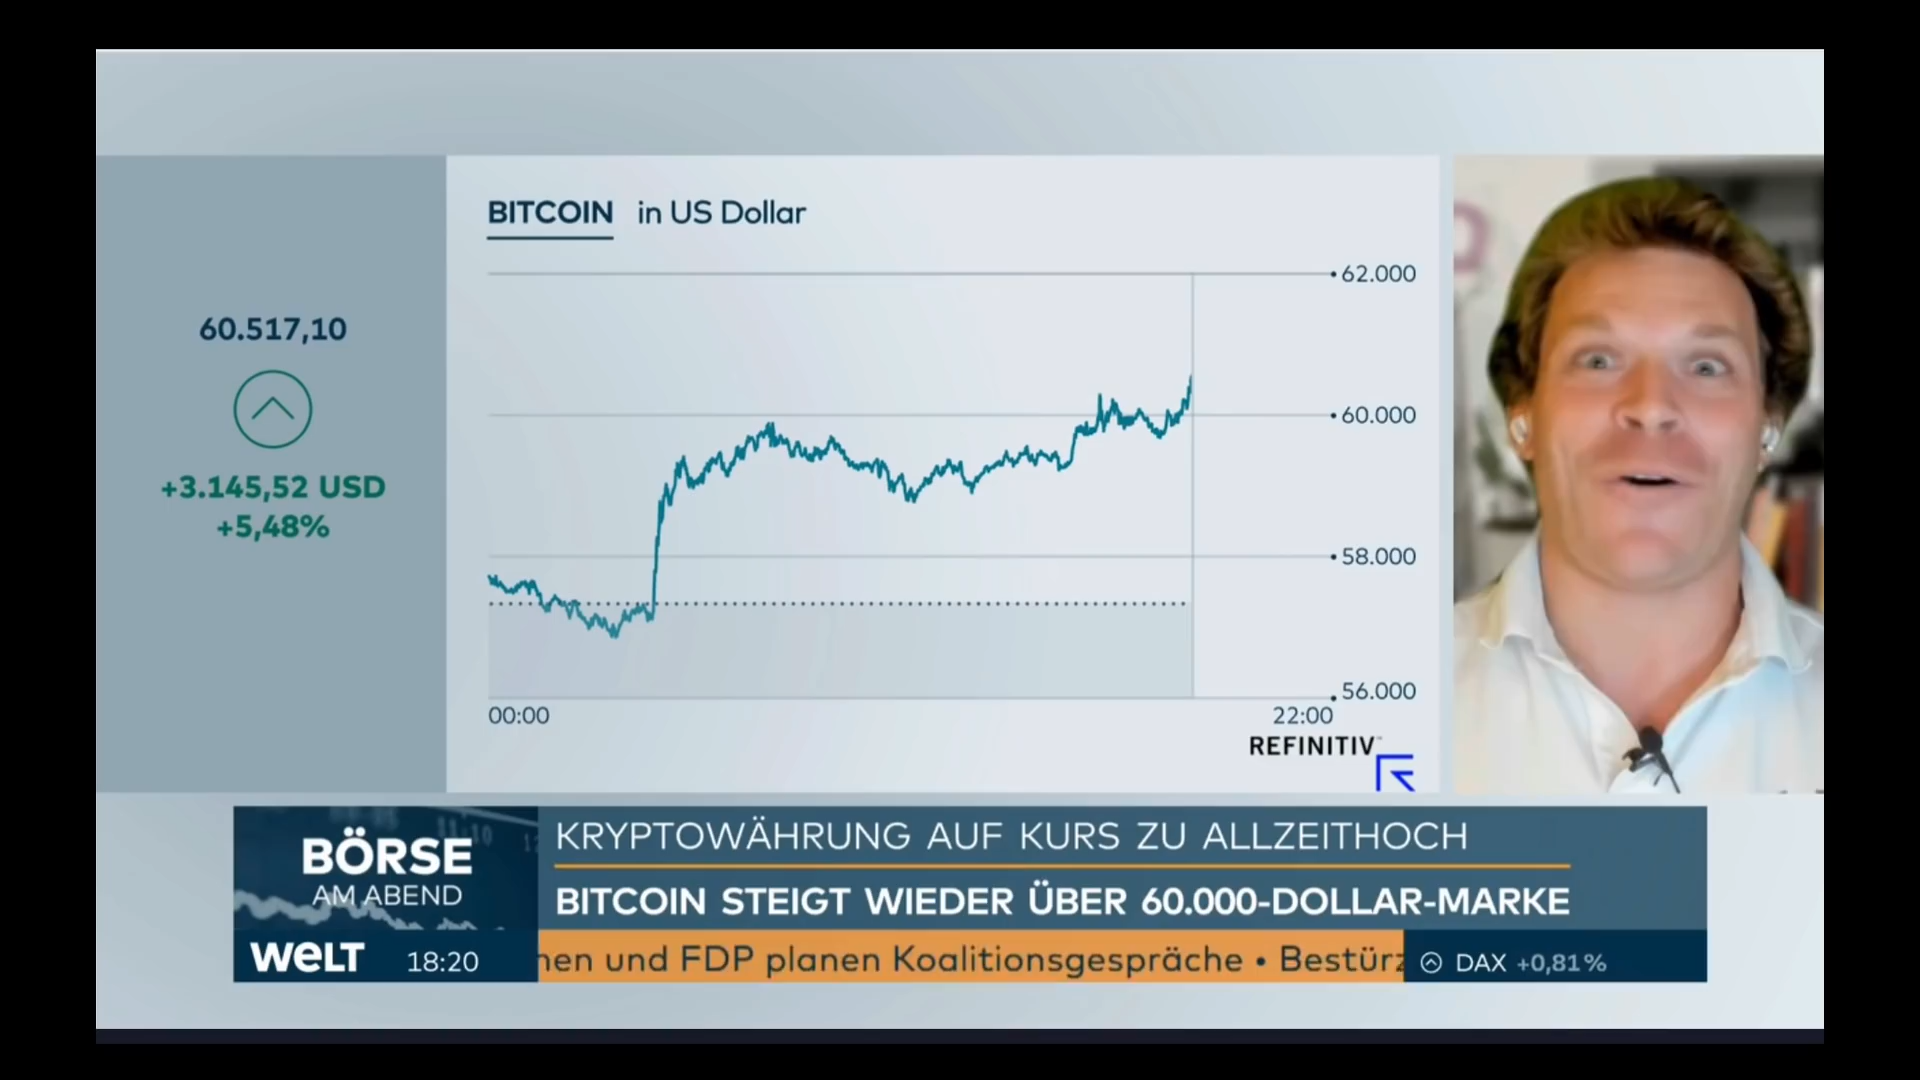 BITCOIN in US Dollar
62.000
60.517,10
60.000
+3.145,52 USD
+5,48%
58.000
56.000
00:00
22:00
REFINITIV
BÖRSE
AM ABEND
KRYPTOWÄHRUNG AUF KURS ZU ALLZEITHOCH
BITCOIN STEIGT WIEDER ÜBER 60.000-DOLLAR-MARKE
WELT 18:20
nen und FDP planen Koalitionsgespräche • Bestürz
DAX +0,81%